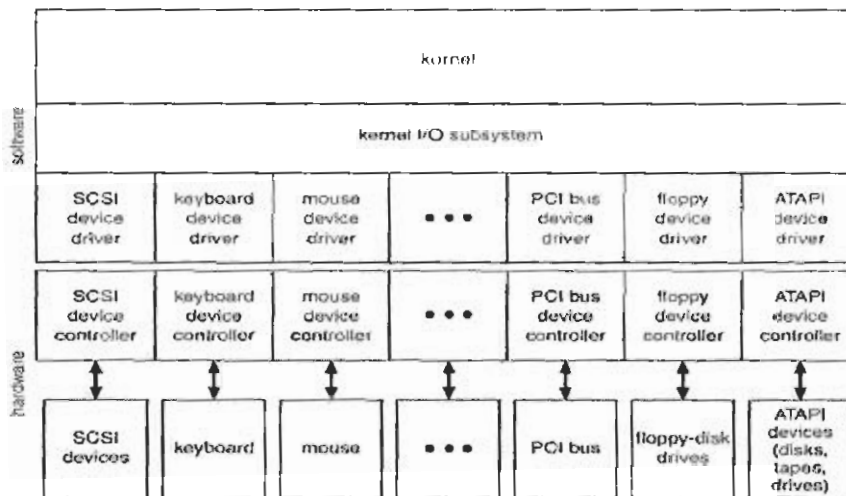 kernel
software
kernel I/O subsystem
SCSI
device
driver
keyboard
device
driver
mouse
device
driver
•••
PCI bus
device
driver
floppy
device
driver
ATAPI
device
driver
hardware
SCSI
device
controller
keyboard
device
controller
mouse
device
controller
•••
PCI bus
device
controller
floppy
device
controller
ATAPI
device
controller
SCSI
devices
keyboard
mouse
•••
PCI bus
floppy-disk
drives
ATAPI
devices
(disks,
tapes,
drives)